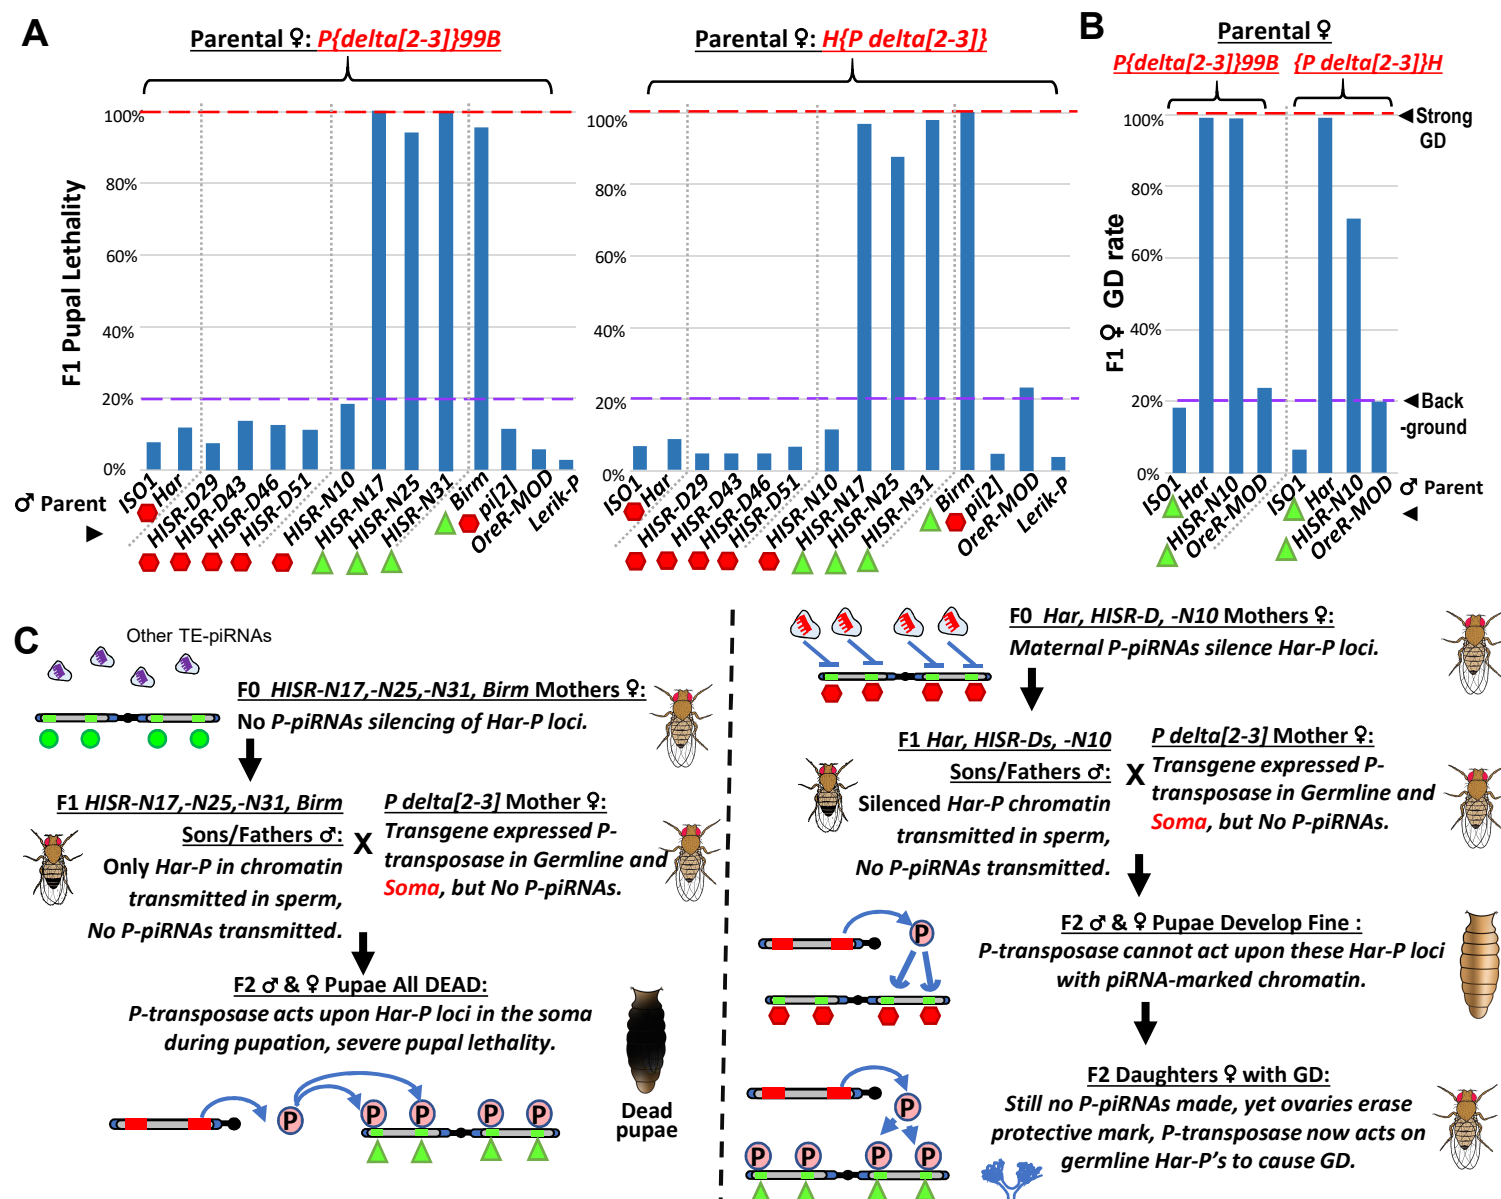 A
Parental ♀: P{delta[2-3]}99B
F1 Pupal Lethality
100%
80%
60%
40%
20%
0%
♂ Parent
ISO1
Har
HISR-D29
HISR-D43
HISR-D46
HISR-D51
HISR-N10
HISR-N17
HISR-N25
HISR-N31
Birm
pi[2]
OreR-MOD
Lerik-P
Parental ♀: H{P delta[2-3]}
100%
80%
60%
40%
20%
0%
ISO1
Har
HISR-D29
HISR-D43
HISR-D46
HISR-D51
HISR-N10
HISR-N17
HISR-N25
HISR-N31
Birm
pi[2]
OreR-MOD
Lerik-P
B
Parental ♀
P{delta[2-3]}99B
{P delta[2-3]}H
F1 ♀ GD rate
100%
80%
60%
40%
20%
0%
Strong
GD
Back
-ground
♂ Parent
ISO1
Har
HISR-N10
OreR-MOD
ISO1
Har
HISR-N10
OreR-MOD
C
Other TE-piRNAs
F0 HISR-N17,-N25,-N31, Birm Mothers ♀:
No P-piRNAs silencing of Har-P loci.
F1 HISR-N17,-N25,-N31, Birm
Sons/Fathers ♂:
Only Har-P in chromatin
transmitted in sperm,
No P-piRNAs transmitted.
X
P delta[2-3] Mother ♀:
Transgene expressed P-
transposase in Germline and
Soma, but No P-piRNAs.
F2 ♂ & ♀ Pupae All DEAD:
P-transposase acts upon Har-P loci in the soma
during pupation, severe pupal lethality.
P
P
P
P
P
Dead
pupae
F0 Har, HISR-D, -N10 Mothers ♀:
Maternal P-piRNAs silence Har-P loci.
F1 Har, HISR-Ds, -N10
Sons/Fathers ♂:
Silenced Har-P chromatin
transmitted in sperm,
No P-piRNAs transmitted.
X
P delta[2-3] Mother ♀:
Transgene expressed P-
transposase in Germline and
Soma, but No P-piRNAs.
P
F2 ♂ & ♀ Pupae Develop Fine :
P-transposase cannot act upon these Har-P loci
with piRNA-marked chromatin.
F2 Daughters ♀ with GD:
Still no P-piRNAs made, yet ovaries erase
protective mark, P-transposase now acts on
germline Har-P's to cause GD.
P
P
P
P
P